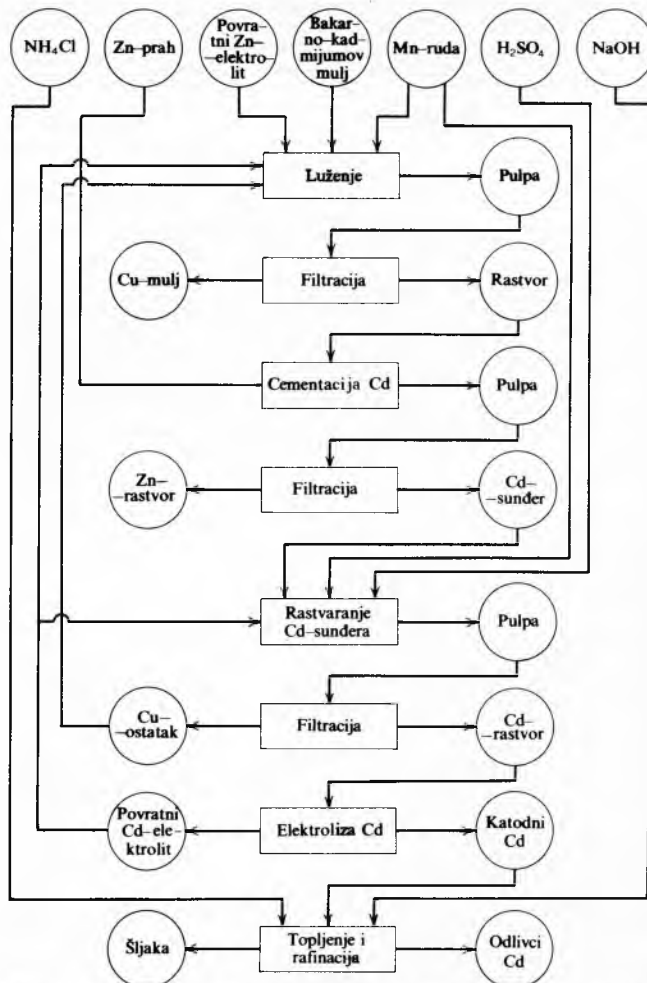 NH₄Cl
Zn–prah
Povra-
tni Zn–
–elektro-
lit
Bakar-
no-kad-
mijumov
mulj
Mn–ruda
H₂SO₄
NaOH
Luženje
Pulpa
Cu–mulj
Filtracija
Rastvor
Cementacija Cd
Pulpa
Zn–
–rastvor
Filtracija
Cd–
–sunđer
Rastvaranje
Cd–sunđera
Pulpa
Cu–
–ostatak
Filtracija
Cd–
–rastvor
Povratni
Cd–ele-
ktrolit
Elektroliza Cd
Katodni
Cd
Šljaka
Topljenje i
rafinacija
Odlivci
Cd